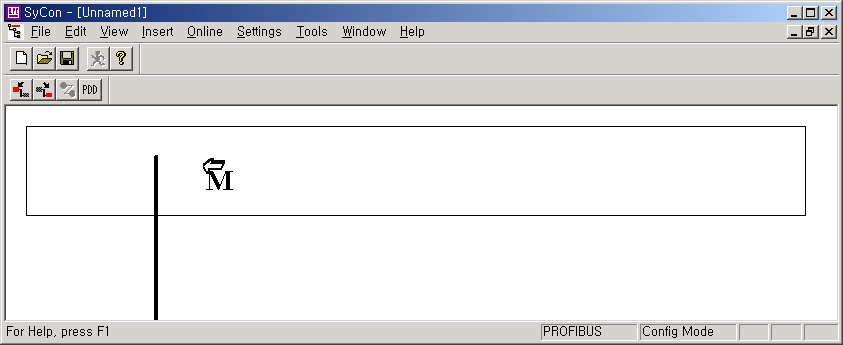 SyCon - [Unnamed1]
File Edit View Insert Online Settings Tools Window Help
?
PDD
M
For Help, press F1 PROFIBUS Config Mode